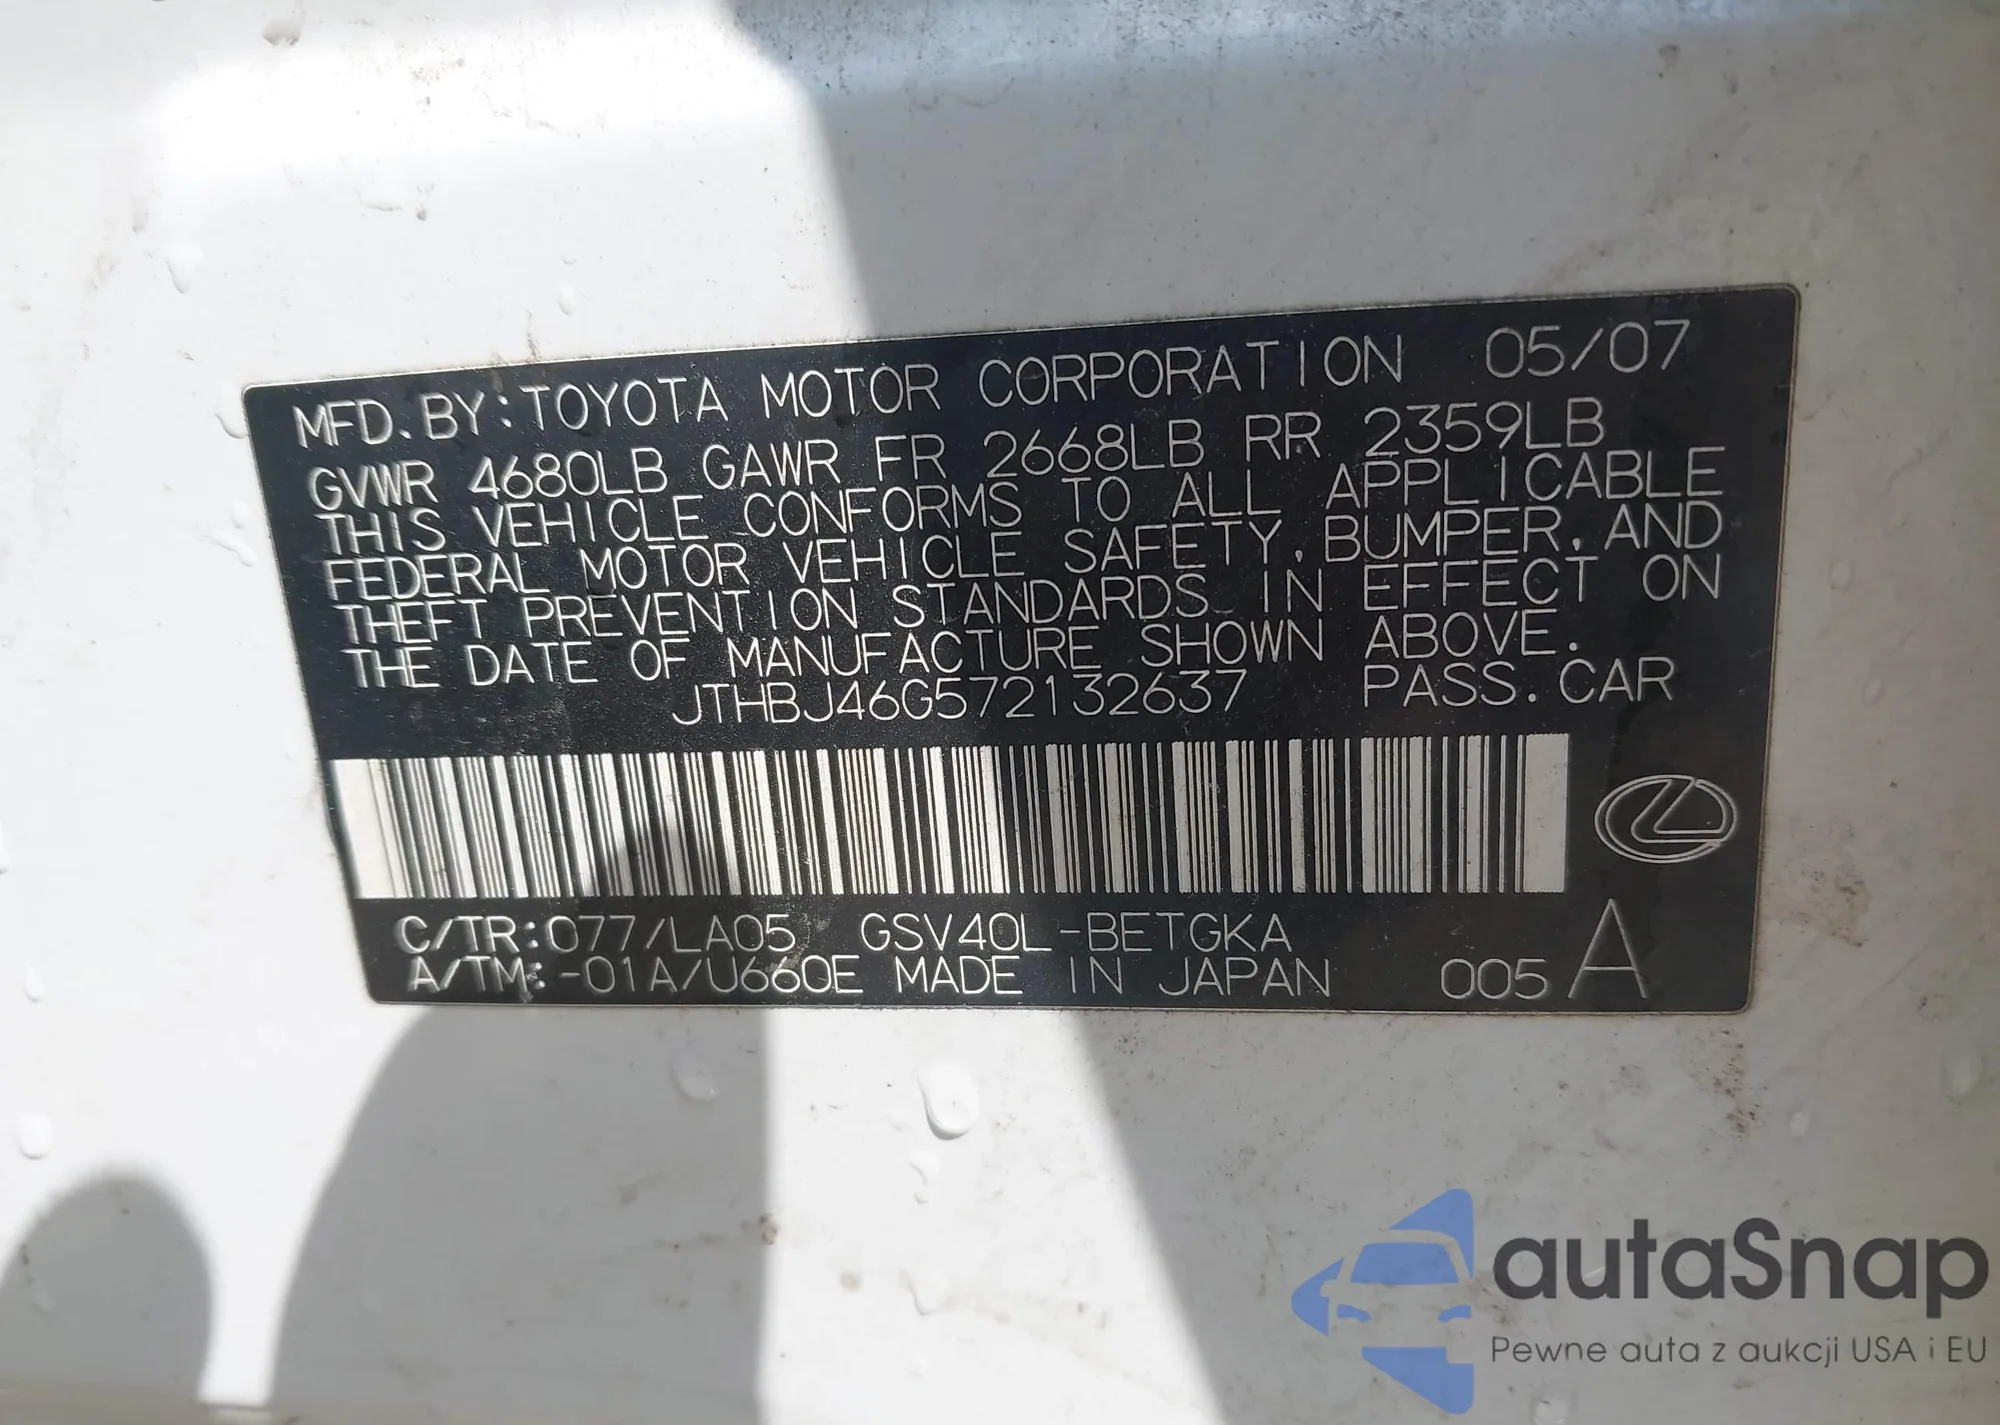 MFD. BY: TOYOTA MOTOR CORPORATION 05/07
GVWR 4680LB GAWR FR 2668LB RR 2359LB
THIS VEHICLE CONFORMS TO ALL APPLICABLE
FEDERAL MOTOR VEHICLE SAFETY, BUMPER, AND
THEFT PREVENTION STANDARDS IN EFFECT ON
THE DATE OF MANUFACTURE SHOWN ABOVE.
JTHBJ46G572132637 PASS. CAR
C/TR:077/LA05 GSV40L-BETGKA
A/TM:-01A/U660E MADE IN JAPAN 005 A
autaSnap
Pewne auta z aukcji USA i EU